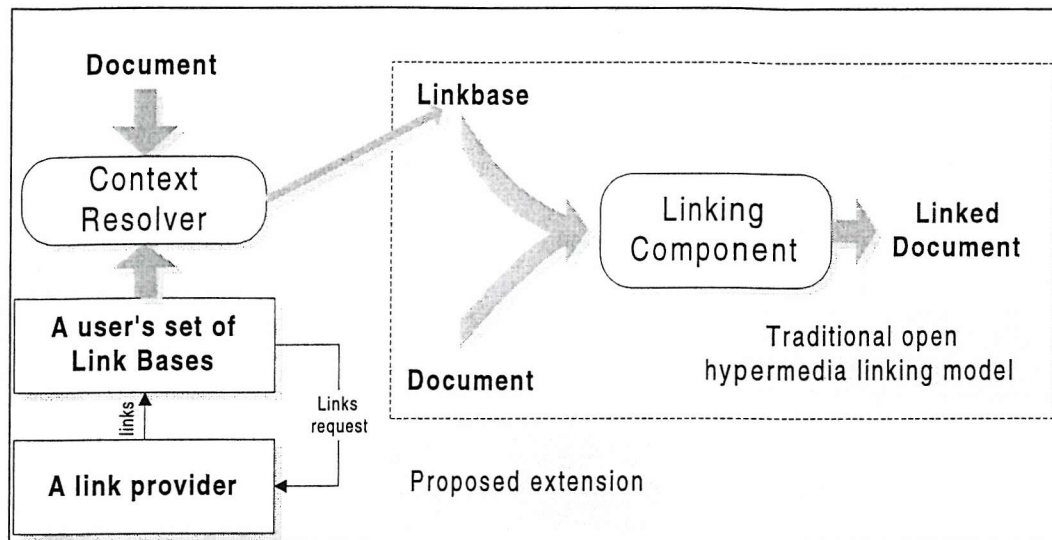 Document
Context
Resolver
A user's set of
Link Bases
links
Links
request
A link provider
Linkbase
Document
Linking
Component
Linked
Document
Traditional open
hypermedia linking model
Proposed extension